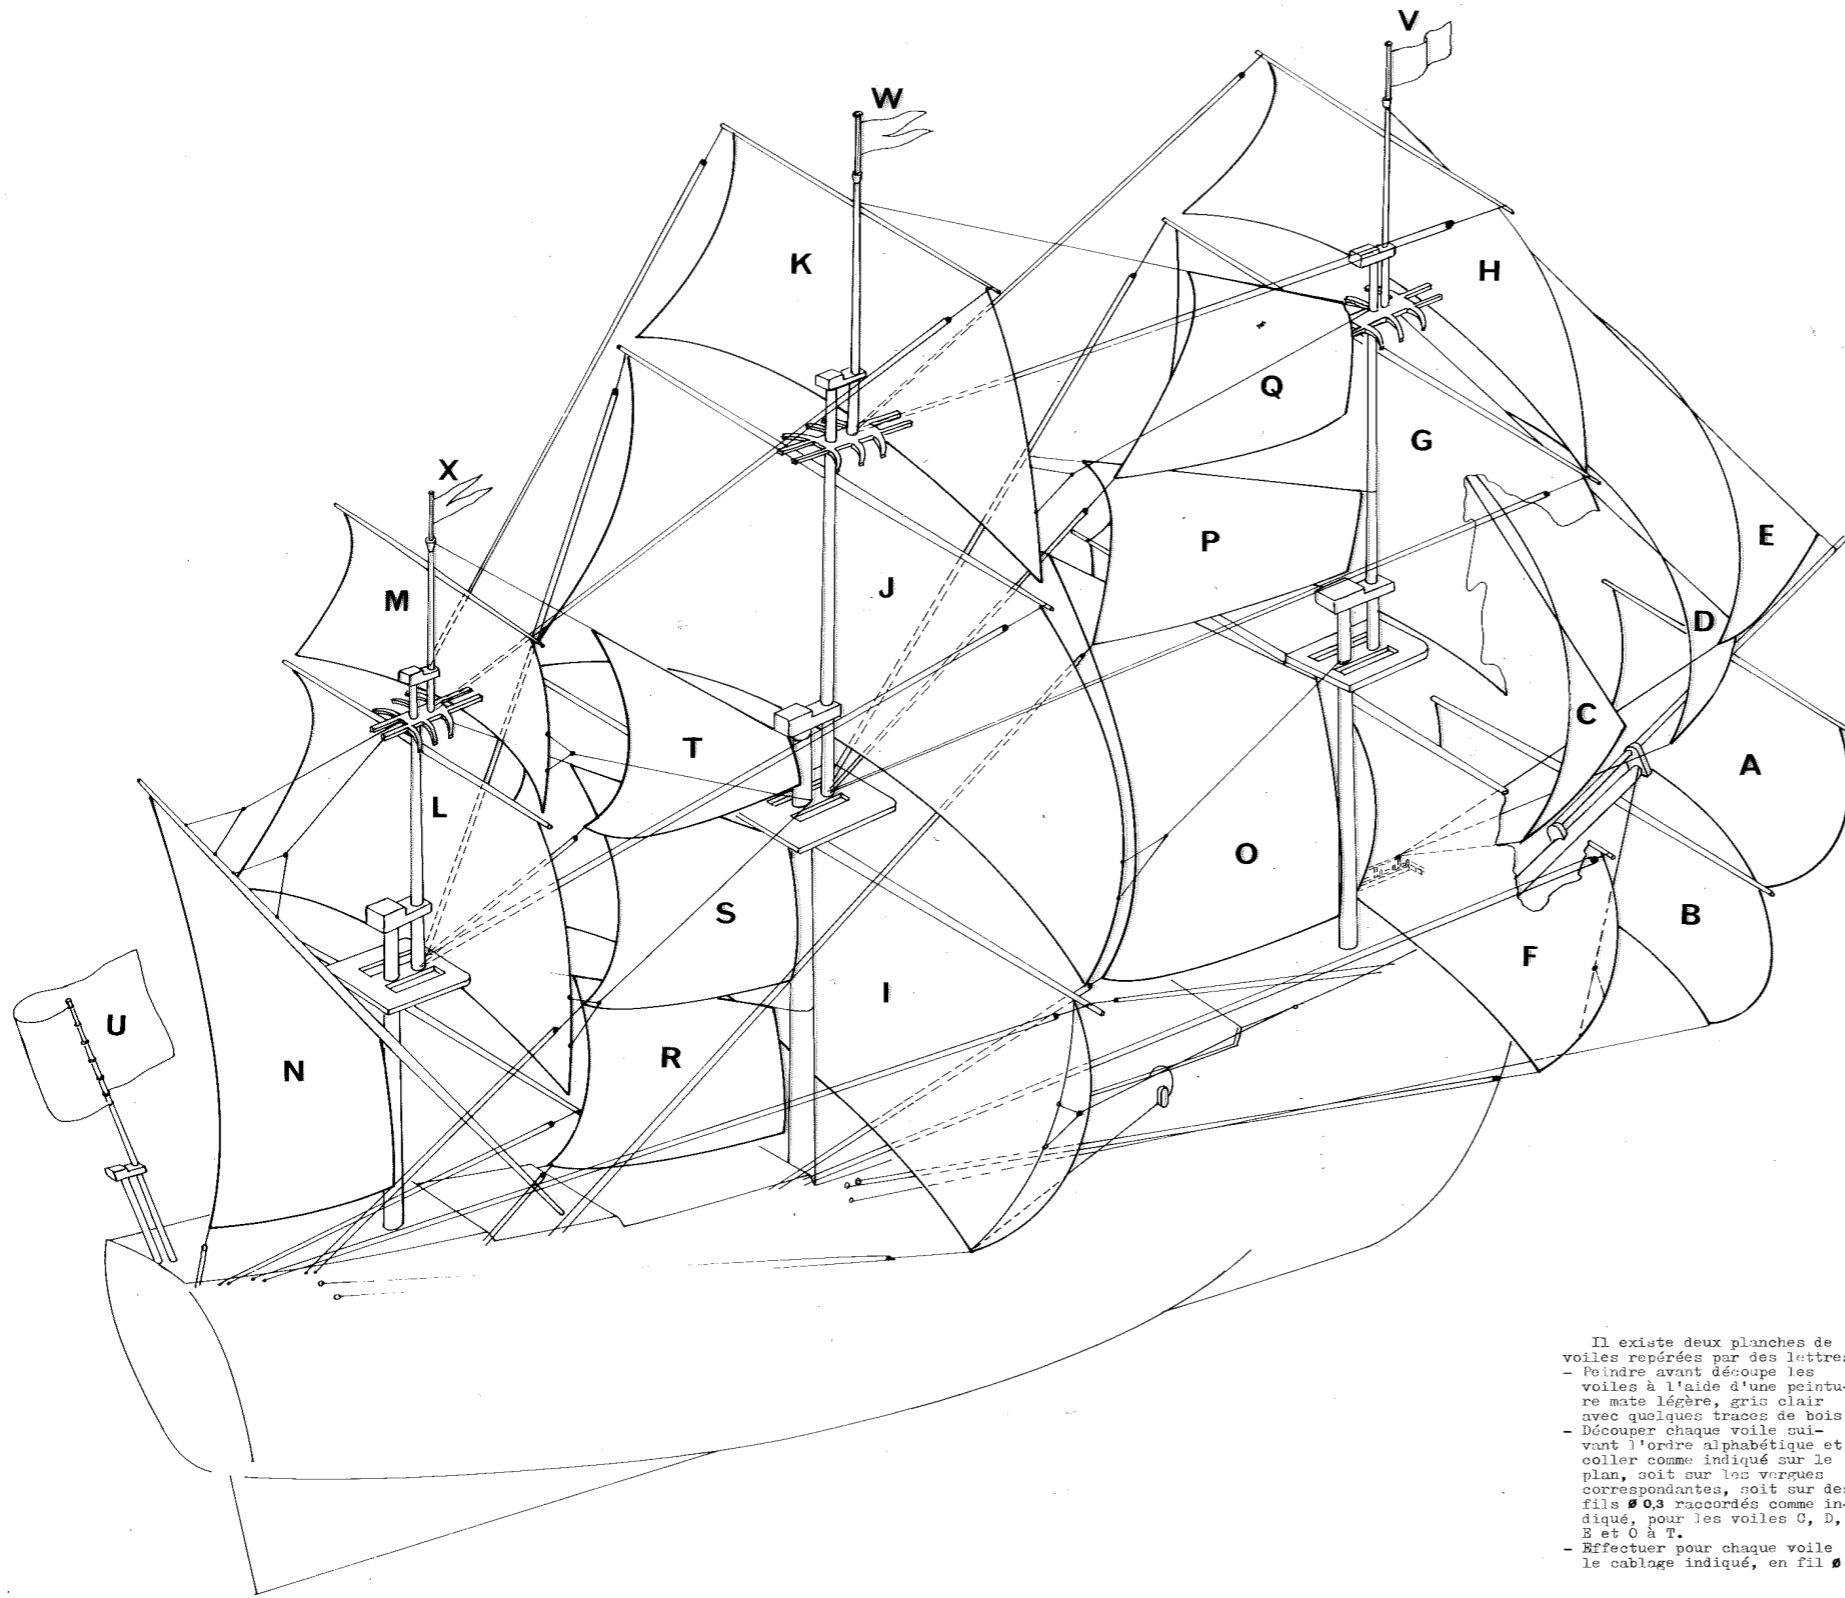 V
W
K
H
Q
G
X
P
E
J
M
D
C
T
A
L
O
S
B
F
I
U
R
N
Il existe deux planches de
voiles repérées par des lettres
- Peindre avant découpe les
voiles à l'aide d'une peintu-
re mate légère, gris clair
avec quelques traces de bois
- Découper chaque voile sui-
vant l'ordre alphabétique et
coller comme indiqué sur le
plan, soit sur les vergues
correspondantes, soit sur des
fils ø 0,3 raccordés comme in-
diqué, pour les voiles C, D,
E et O à T.
- Effectuer pour chaque voile
le cablage indiqué, en fil ø